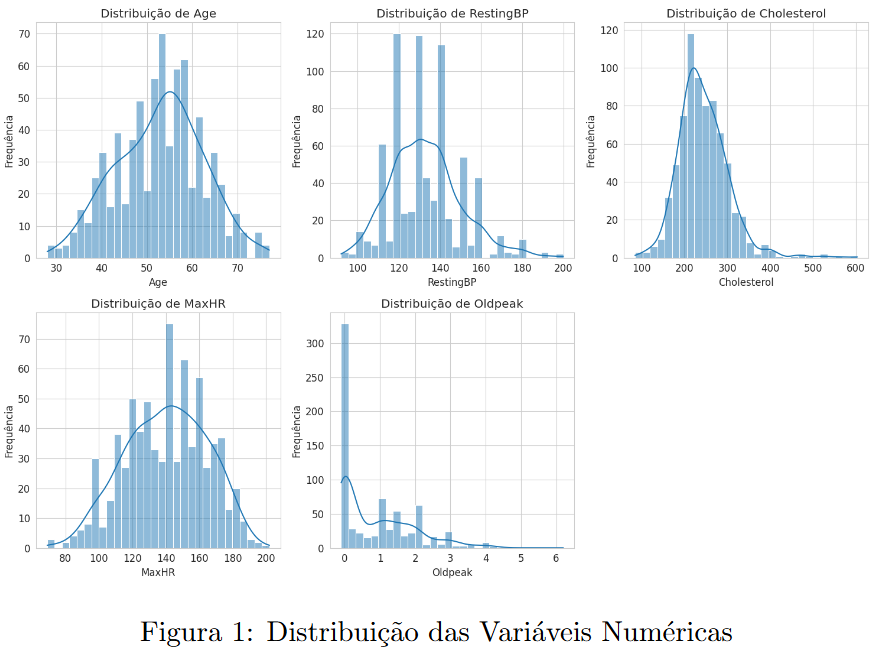 Distribuição de Age
Frequência
70
60
50
40
30
20
10
0
30 40 50 60 70
Age
Distribuição de RestingBP
Frequência
120
100
80
60
40
20
0
100 120 140 160 180 200
RestingBP
Distribuição de Cholesterol
Frequência
120
100
80
60
40
20
0
100 200 300 400 500 600
Cholesterol
Distribuição de MaxHR
Frequência
70
60
50
40
30
20
10
0
80 100 120 140 160 180 200
MaxHR
Distribuição de Oldpeak
Frequência
300
250
200
150
100
50
0
0 1 2 3 4 5 6
Oldpeak
Figura 1: Distribuição das Variáveis Numéricas